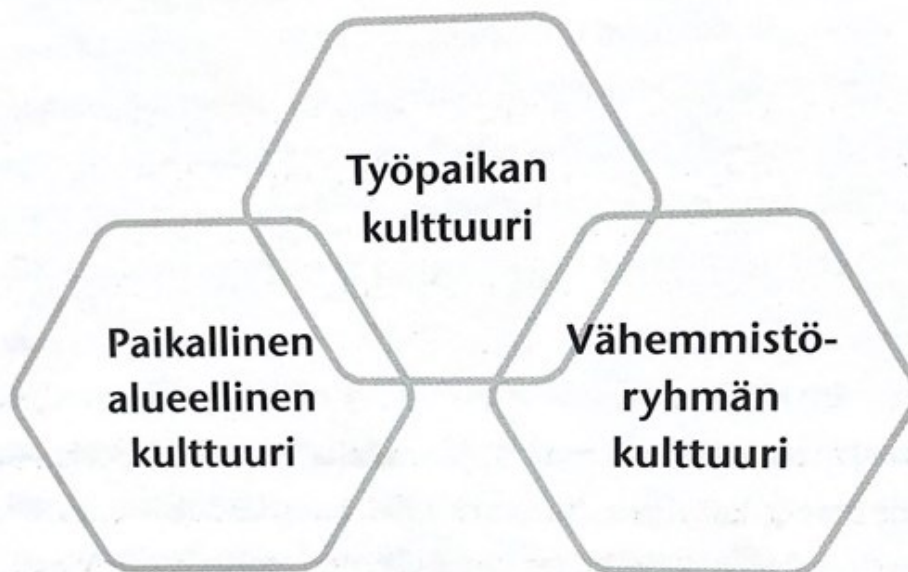 Työpaikan
kulttuuri
Paikallinen
alueellinen
kulttuuri
Vähemmistö-
ryhmän
kulttuuri